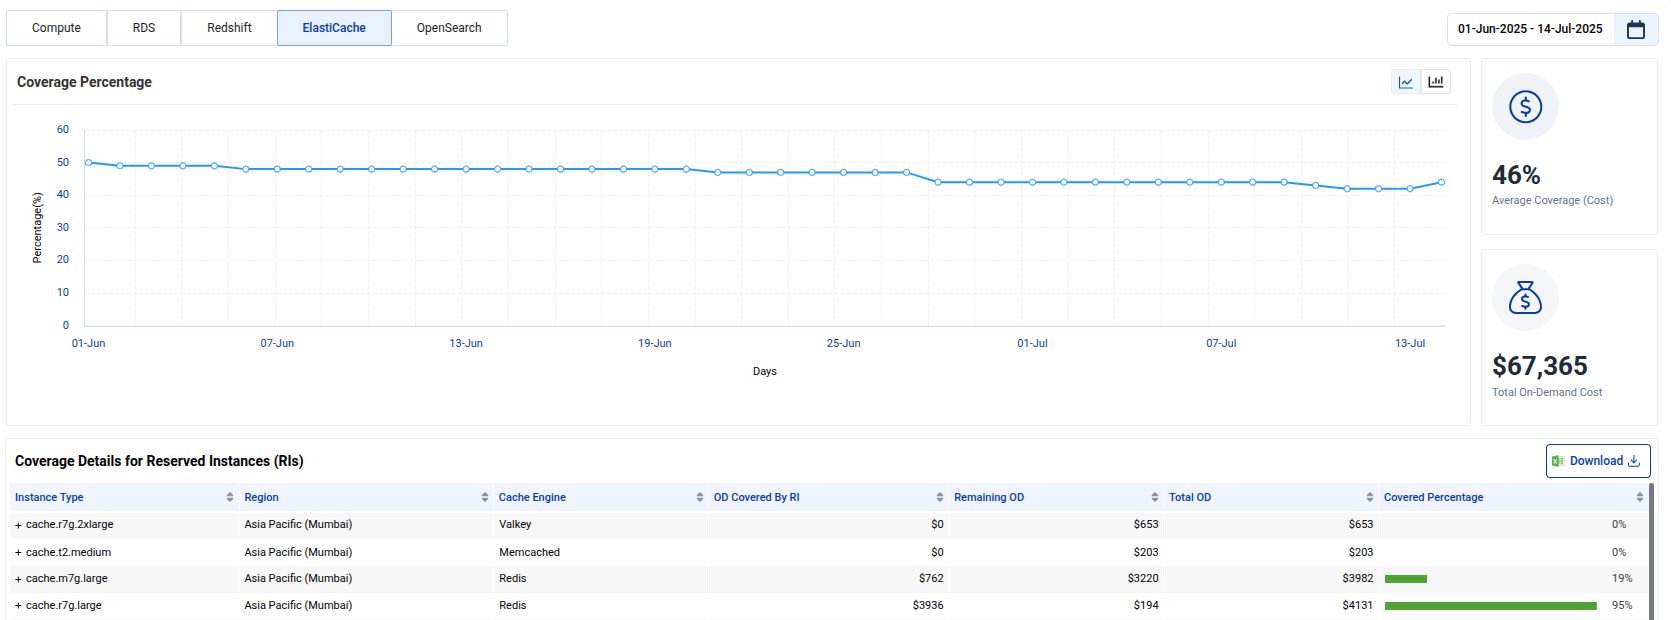 Compute RDS Redshift ElastiCache OpenSearch 01-Jun-2025 - 14-Jul-2025
Coverage Percentage
60
50
40
30
20
10
0
Percentage(%)
01-Jun 07-Jun 13-Jun 19-Jun 25-Jun 01-Jul 07-Jul 13-Jul
Days
46%
Average Coverage (Cost)
$67,365
Total On-Demand Cost
Coverage Details for Reserved Instances (RIs) Download
Instance Type Region Cache Engine OD Covered By RI Remaining OD Total OD Covered Percentage
+ cache.r7g.2xlarge Asia Pacific (Mumbai) Valkey $0 $653 $653 0%
+ cache.t2.medium Asia Pacific (Mumbai) Memcached $0 $203 $203 0%
+ cache.m7g.large Asia Pacific (Mumbai) Redis $762 $3220 $3982 19%
+ cache.r7g.large Asia Pacific (Mumbai) Redis $3936 $194 $4131 95%